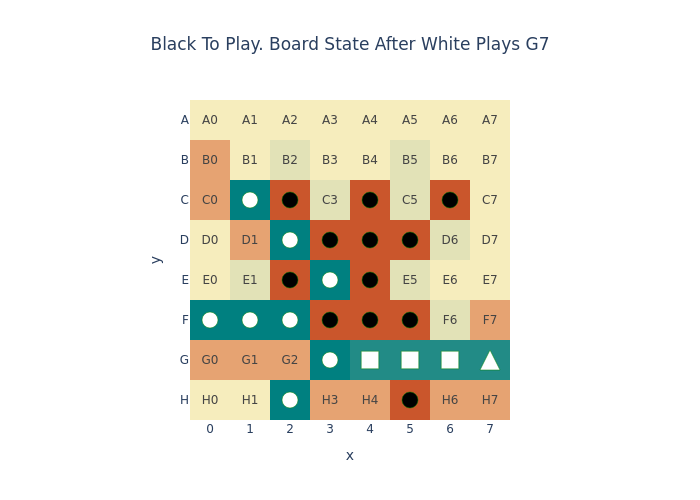 Black To Play. Board State After White Plays G7
A A0 A1 A2 A3 A4 A5 A6 A7
B B0 B1 B2 B3 B4 B5 B6 B7
C C0 C3 C5 C7
D D0 D1 D6 D7
E E0 E1 E5 E6 E7
F F6 F7
G G0 G1 G2
H H0 H1 H3 H4 H6 H7
0 1 2 3 4 5 6 7
x
y